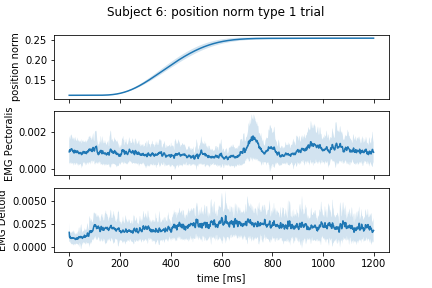 Subject 6: position norm type 1 trial
position norm
0.25
0.20
0.15
EMG Pectoralis
0.002
0.000
EMG Deltoid
0.0050
0.0025
0.0000
0 200 400 600 800 1000 1200
time [ms]